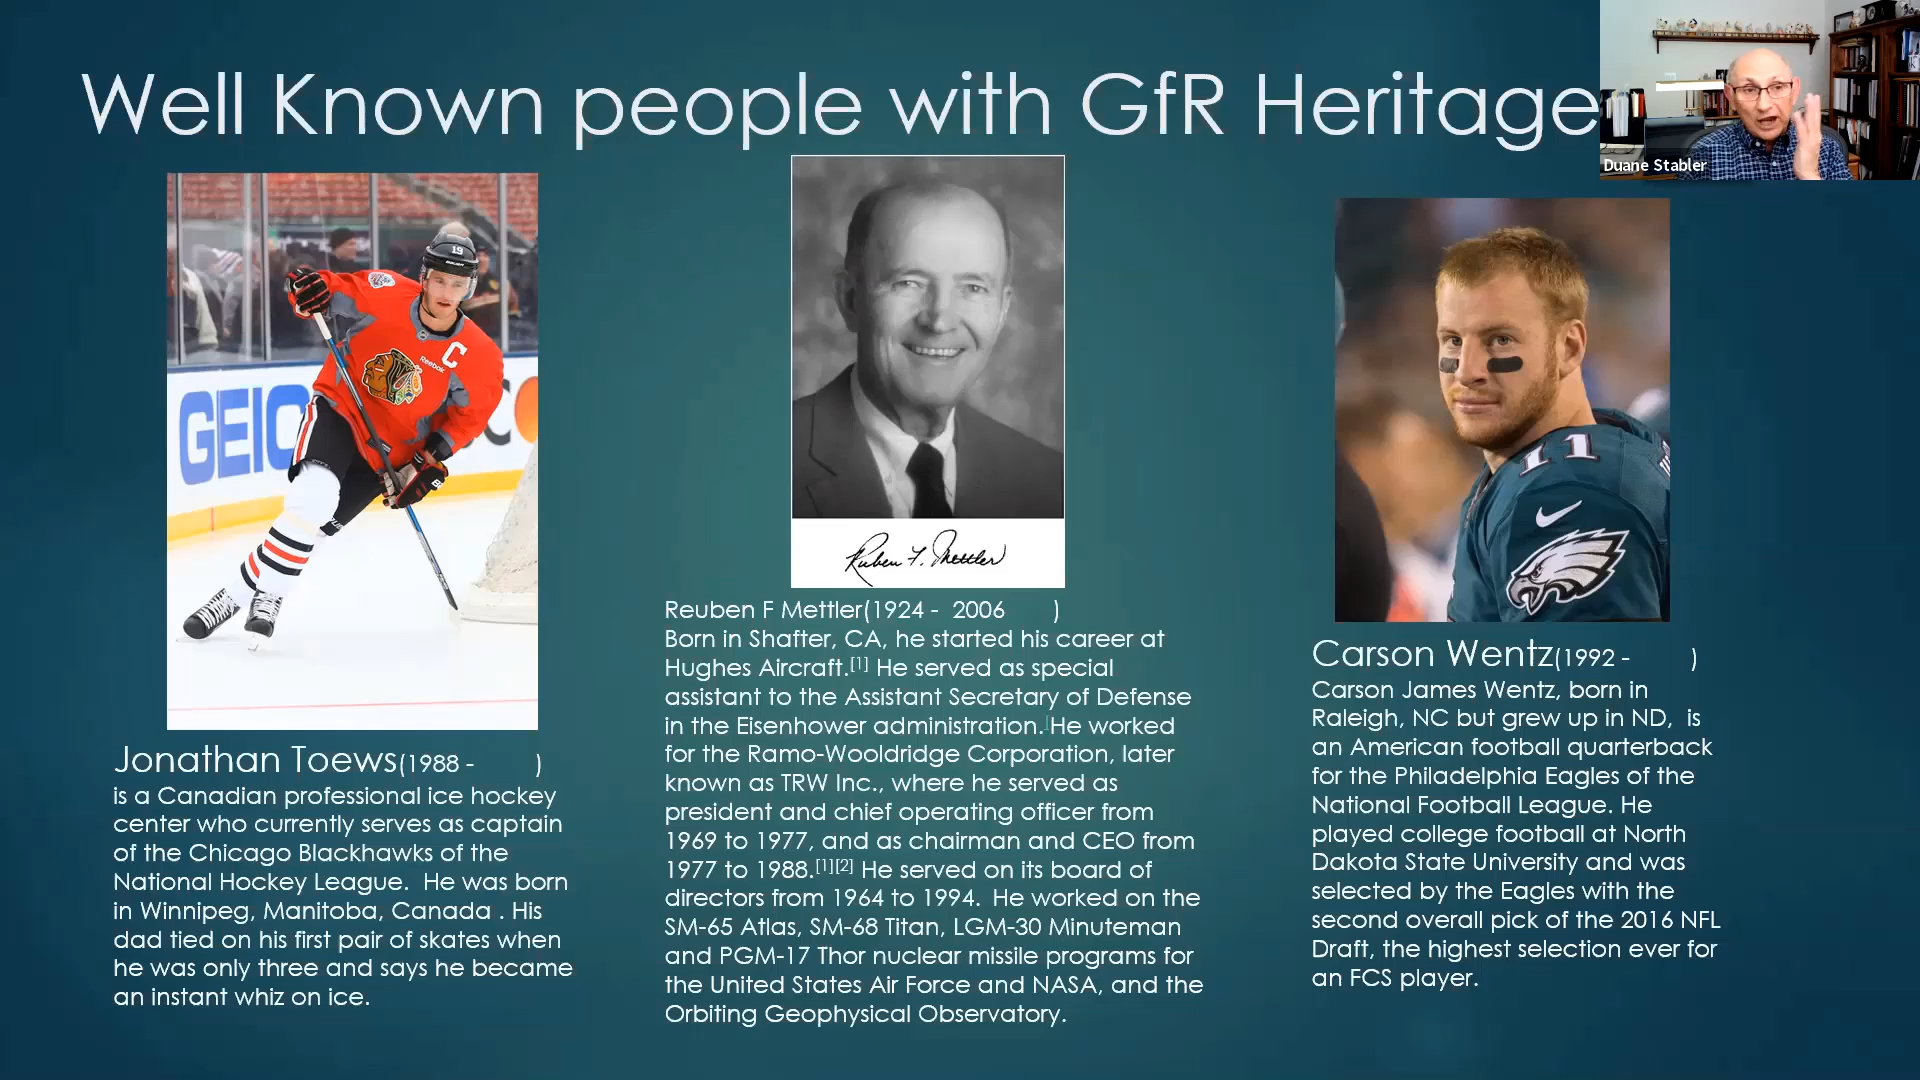 Well Known people with GfR Heritage
Duane Stabler
19
C
Reebok
GEIC
Jonathan Toews(1988 -        )
is a Canadian professional ice hockey
center who currently serves as captain
of the Chicago Blackhawks of the
National Hockey League.  He was born
in Winnipeg, Manitoba, Canada . His
dad tied on his first pair of skates when
he was only three and says he became
an instant whiz on ice.
Ruben F. Mettler
Reuben F Mettler(1924 -  2006       )
Born in Shafter, CA, he started his career at
Hughes Aircraft.[1] He served as special
assistant to the Assistant Secretary of Defense
in the Eisenhower administration.[He worked
for the Ramo-Wooldridge Corporation, later
known as TRW Inc., where he served as
president and chief operating officer from
1969 to 1977, and as chairman and CEO from
1977 to 1988.[1][2] He served on its board of
directors from 1964 to 1994.  He worked on the
SM-65 Atlas, SM-68 Titan, LGM-30 Minuteman
and PGM-17 Thor nuclear missile programs for
the United States Air Force and NASA, and the
Orbiting Geophysical Observatory.
11
Carson Wentz(1992 -         )
Carson James Wentz, born in
Raleigh, NC but grew up in ND,  is
an American football quarterback
for the Philadelphia Eagles of the
National Football League. He
played college football at North
Dakota State University and was
selected by the Eagles with the
second overall pick of the 2016 NFL
Draft, the highest selection ever for
an FCS player.